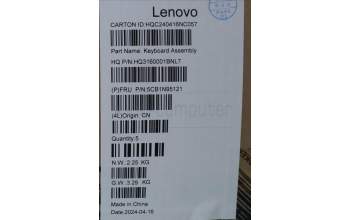 Lenovo
CARTON ID:HQC240416NC057
Part Name: Keyboard Assembly
HQ P/N:HQ3160001BNLT
(P)FRU P/N:5CB1N95121
(4L)Origin :CN
Quantity:5
N.W.:2.25 KG
G.W.:3.25 KG
Made in China
Date:2024-04-16